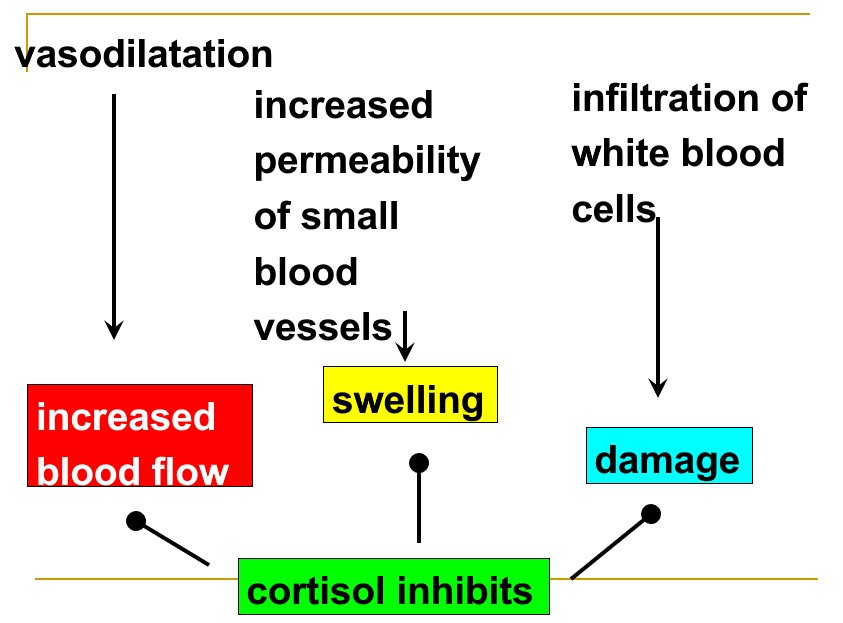 vasodilatation
increased
permeability
of small
blood
vessels
infiltration of
white blood
cells
increased
blood flow
swelling
damage
cortisol inhibits